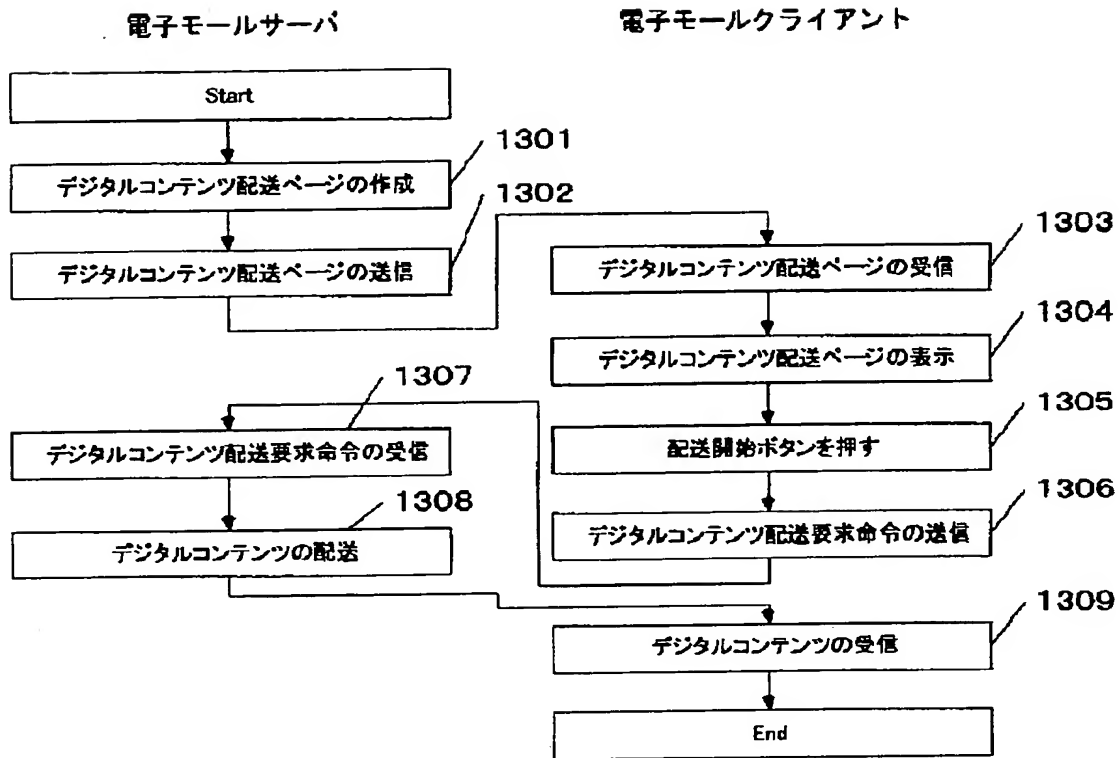 電子モールサーバ
電子モールクライアント
Start
1301
デジタルコンテンツ配送ページの作成
1302
デジタルコンテンツ配送ページの送信
1303
デジタルコンテンツ配送ページの受信
1304
デジタルコンテンツ配送ページの表示
1305
配送開始ボタンを押す
1306
デジタルコンテンツ配送要求命令の送信
1307
デジタルコンテンツ配送要求命令の受信
1308
デジタルコンテンツの配送
1309
デジタルコンテンツの受信
End